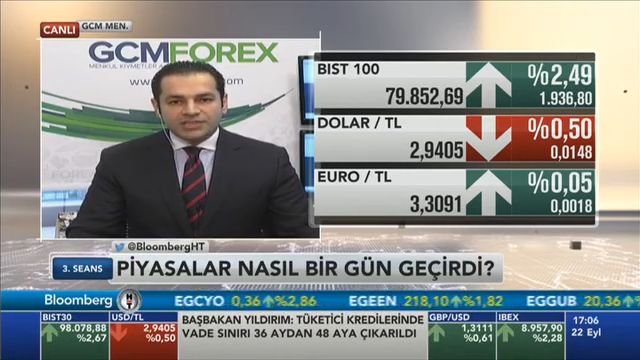 CANLI
GCM MEN.
GCMFOREX
MENKUL KIYMETLER A
www.
.com
BIST 100
%2,49
79.852,69
1.936,80
DOLAR / TL
%0,50
2,9405
0,0148
EURO / TL
%0,05
3,3091
0,0018
@BloombergHT
3. SEANS
PİYASALAR NASIL BİR GÜN GEÇİRDİ?
Bloomberg HT
EGCYO 0,36 %2,86 EGEEN 218,10 %1,82 EGGUB 20,36 %
BIST30
98.078,88
%2,67
USD/TL
2,9405
%0,50
BAŞBAKAN YILDIRIM: TÜKETİCİ KREDİLERİNDE
VADE SINIRI 36 AYDAN 48 AYA ÇIKARILDI
GBP/USD
1,3111
%0,61
IBEX
8.957,90
%2,28
17:06
22 Eyl